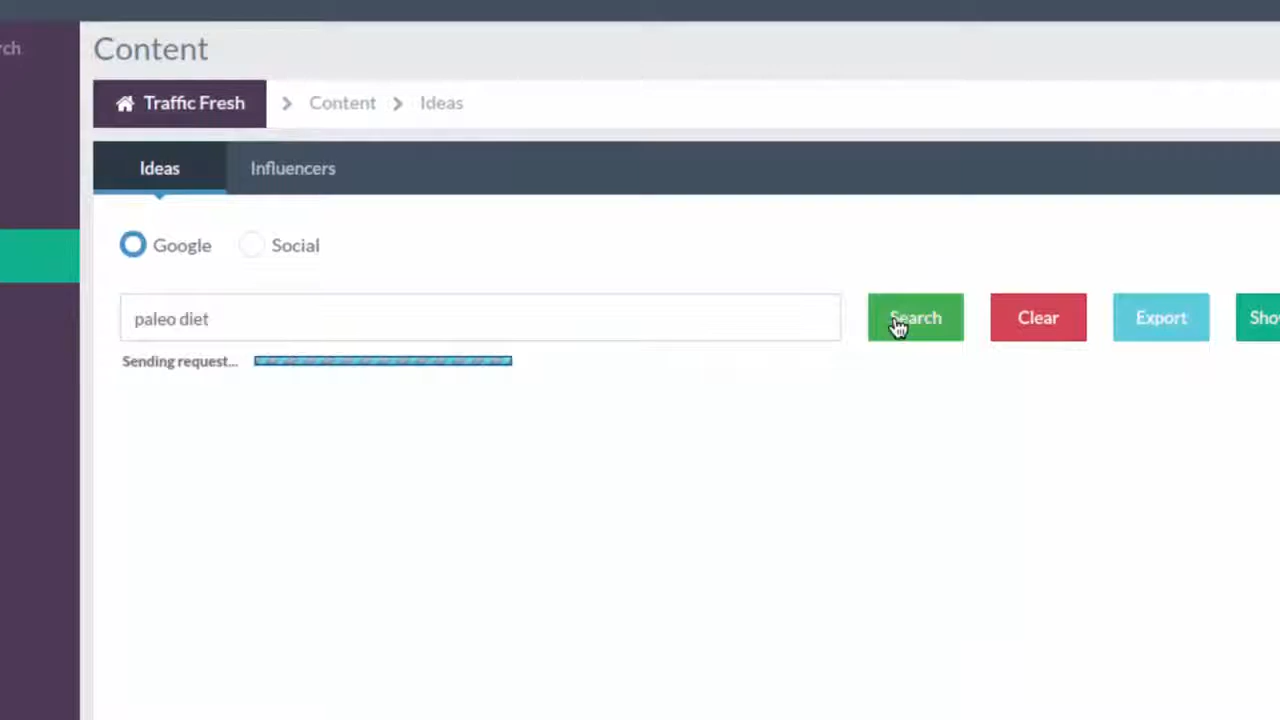 rch
Content
Traffic Fresh
Content
Ideas
Ideas
Influencers
Google
Social
paleo diet
Search
Clear
Export
Sho
Sending request...